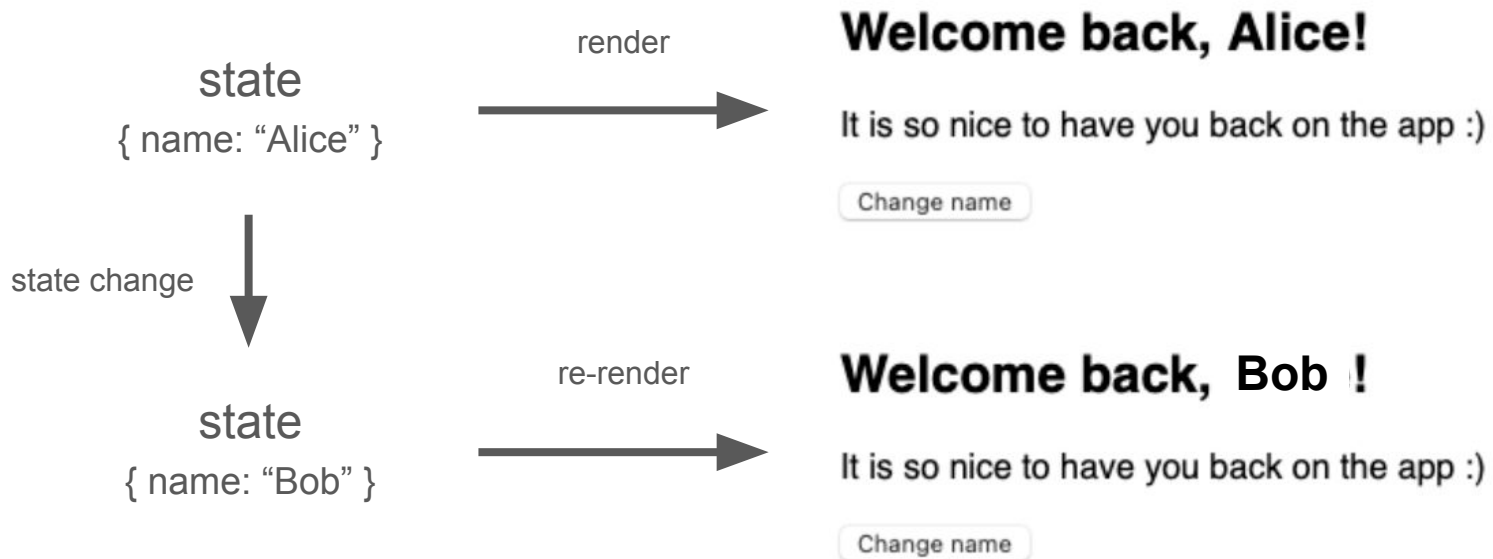 render
Welcome back, Alice!
state
{ name: “Alice” }
It is so nice to have you back on the app :)
Change name
state change
re-render
Welcome back, Bob !
state
{ name: “Bob” }
It is so nice to have you back on the app :)
Change name